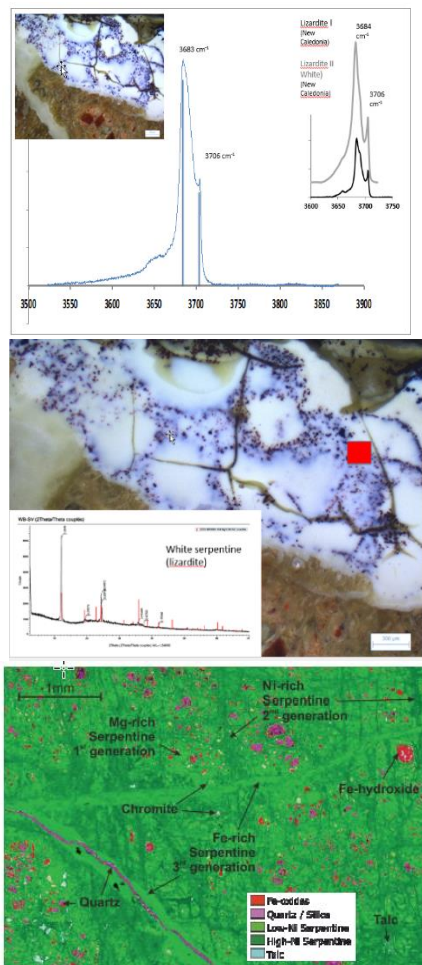 3683 cm⁻¹
3706 cm⁻¹
Lizardite I
(New
Caledonia)
Lizardite II
White)
(New
Caledonia)
3684
cm⁻¹
3706
cm⁻¹
3600 3650 3700 3750
3500 3550 3600 3650 3700 3750 3800 3850 3900
White serpentine
(lizardite)
300 µm
1mm
Ni-rich
Serpentine
2nd generation
Mg-rich
Serpentine
1st generation
Fe-hydroxide
Chromite
Fe-rich
Serpentine
3rd generation
Quartz
Talc
Fe-oxides
Quartz / Silica
Low-Ni Serpentine
High-Ni Serpentine
Talc